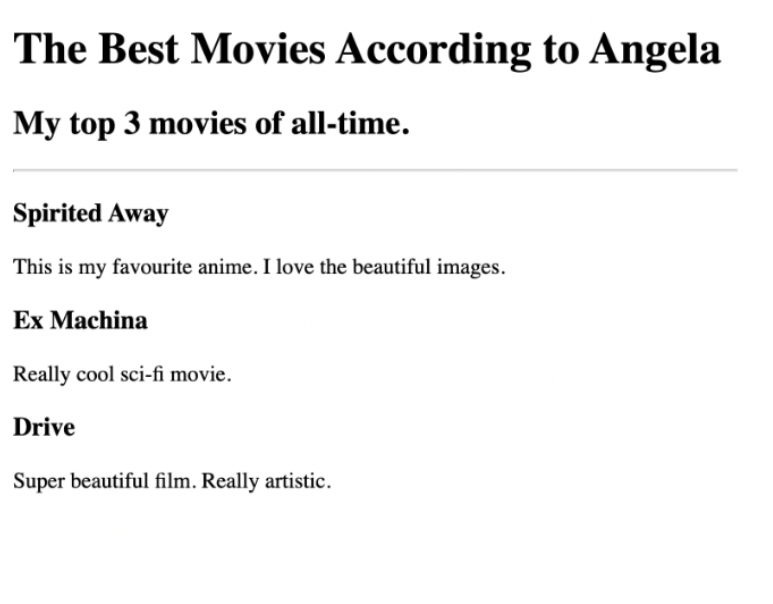 The Best Movies According to Angela
My top 3 movies of all-time.
Spirited Away
This is my favourite anime. I love the beautiful images.
Ex Machina
Really cool sci-fi movie.
Drive
Super beautiful film. Really artistic.